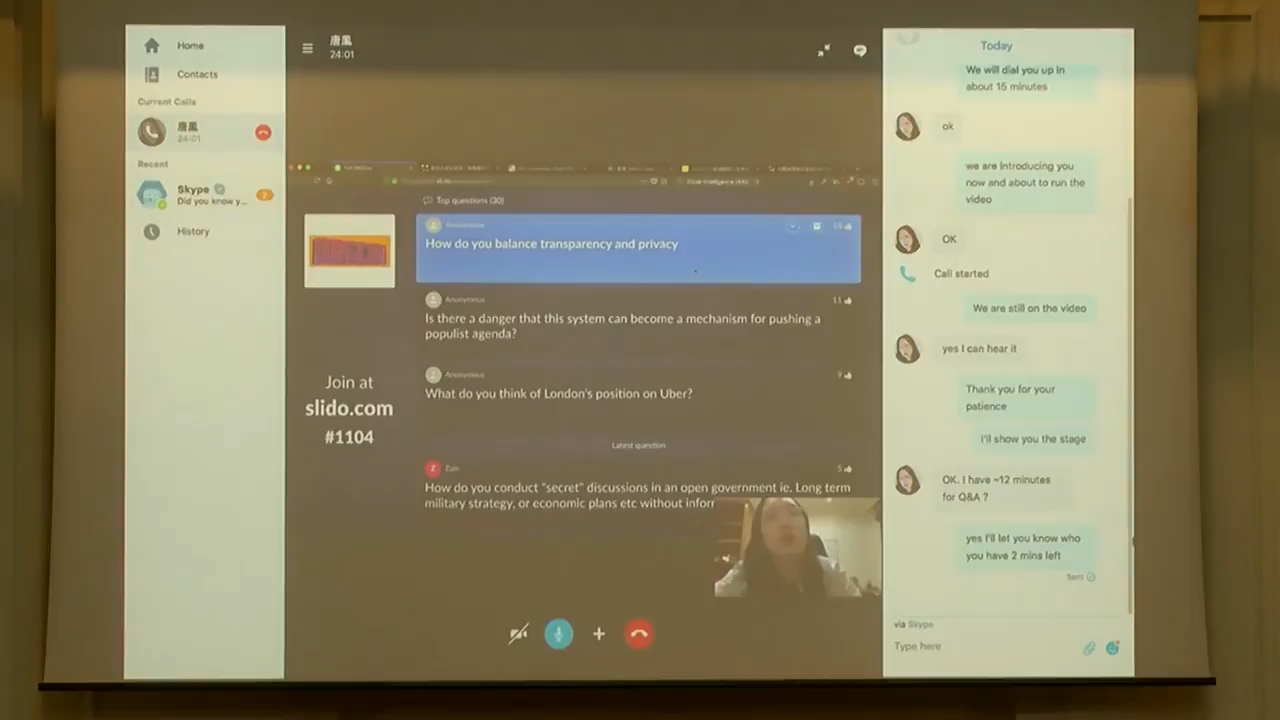 Home
Contacts
Current Calls
唐鳳
24:01
Recent
Skype
Did you know y...
2
History
唐鳳
24:01
Top questions (30)
Anonymous
How do you balance transparency and privacy
Anonymous
11
Is there a danger that this system can become a mechanism for pushing a
populist agenda?
Anonymous
9
What do you think of London's position on Uber?
Latest question
Z
5
How do you conduct "secret" discussions in an open government ie. Long term
military strategy, or economic plans etc without infor
Join at
slido.com
#1104
Today
We will dial you up in
about 15 minutes
ok
we are introducing you
now and about to run the
video
OK
Call started
We are still on the video
yes I can hear it
Thank you for your
patience
I'll show you the stage
OK. I have ~12 minutes
for Q&A ?
yes I'll let you know who
you have 2 mins left
Sent
via Skype
Type here